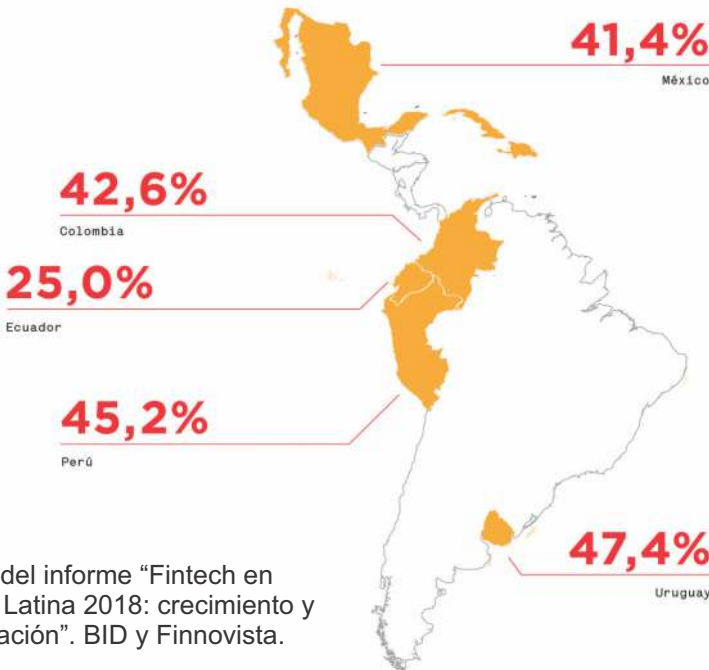 41,4%
México
42,6%
Colombia
25,0%
Ecuador
45,2%
Perú
47,4%
Uruguay
del informe “Fintech en
Latina 2018: crecimiento y
ación”. BID y Finnovista.